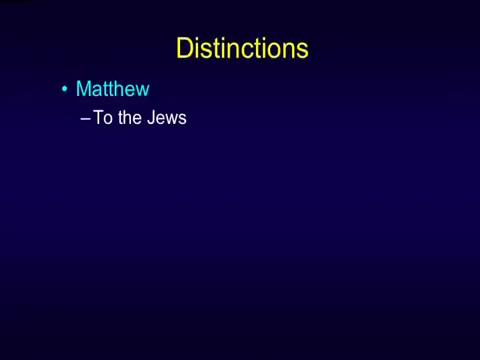 Distinctions
• Matthew
–To the Jews